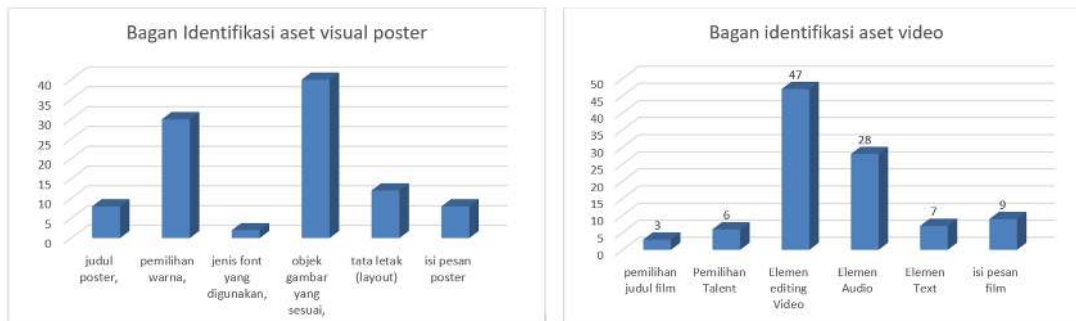 Bagan Identifikasi aset visual poster
40
35
30
25
20
15
10
5
0
judul
poster,
pemilihan
warna,
jenis font
yang
digunakan,
objek
gambar
yang
sesuai,
tata letak
(layout)
isi pesan
poster
Bagan identifikasi aset video
50
45
40
35
30
25
20
15
10
5
0
3
6
47
28
7
9
pemilihan
judul film
Pemilihan
Talent
Elemen
editing
Video
Elemen
Audio
Elemen
Text
isi pesan
film